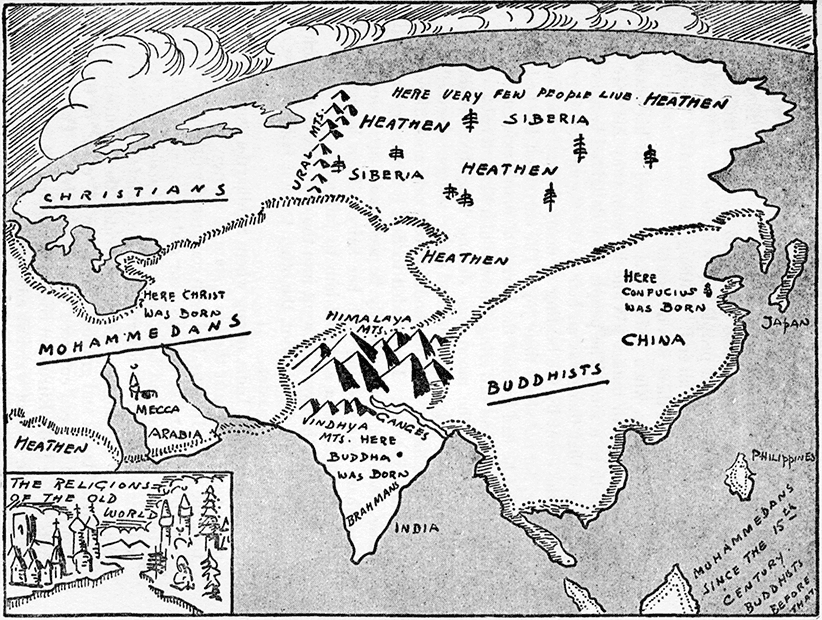 HERE VERY FEW PEOPLE LIVE. HEATHEN
HEATHEN
SIBERIA
URAL MTS.
SIBERIA
HEATHEN
CHRISTIANS
HEATHEN
HERE CHRIST
WAS BORN
HERE
CONFUCIUS
WAS BORN
HIMALAYA
MTS.
JAPAN
MOHAMMEDANS
CHINA
BUDDHISTS
MECCA
ARABIA
HEATHEN
GANGES
VINDHYA
MTS. HERE
BUDDHA
WAS BORN
BRAHMANS
INDIA
PHILIPPINES
MOHAMMEDANS
SINCE THE 15TH
CENTURY.
BUDDHISTS
BEFORE
THAT
THE RELIGIONS
OF THE OLD
WORLD